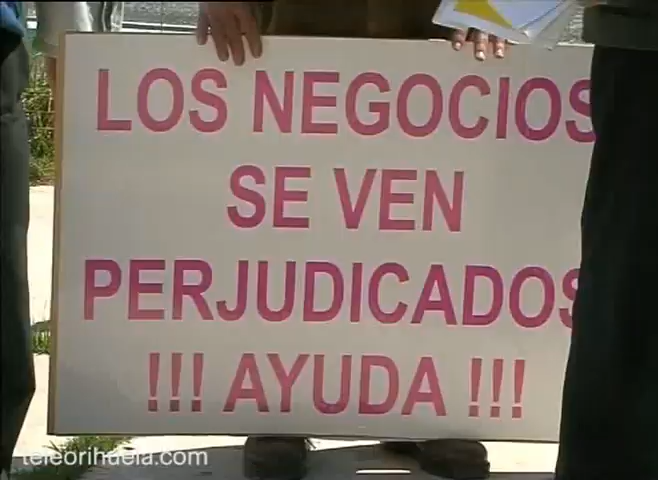 LOS NEGOCIOS
SE VEN
PERJUDICADOS
!!! AYUDA !!!
teleorihuela.com